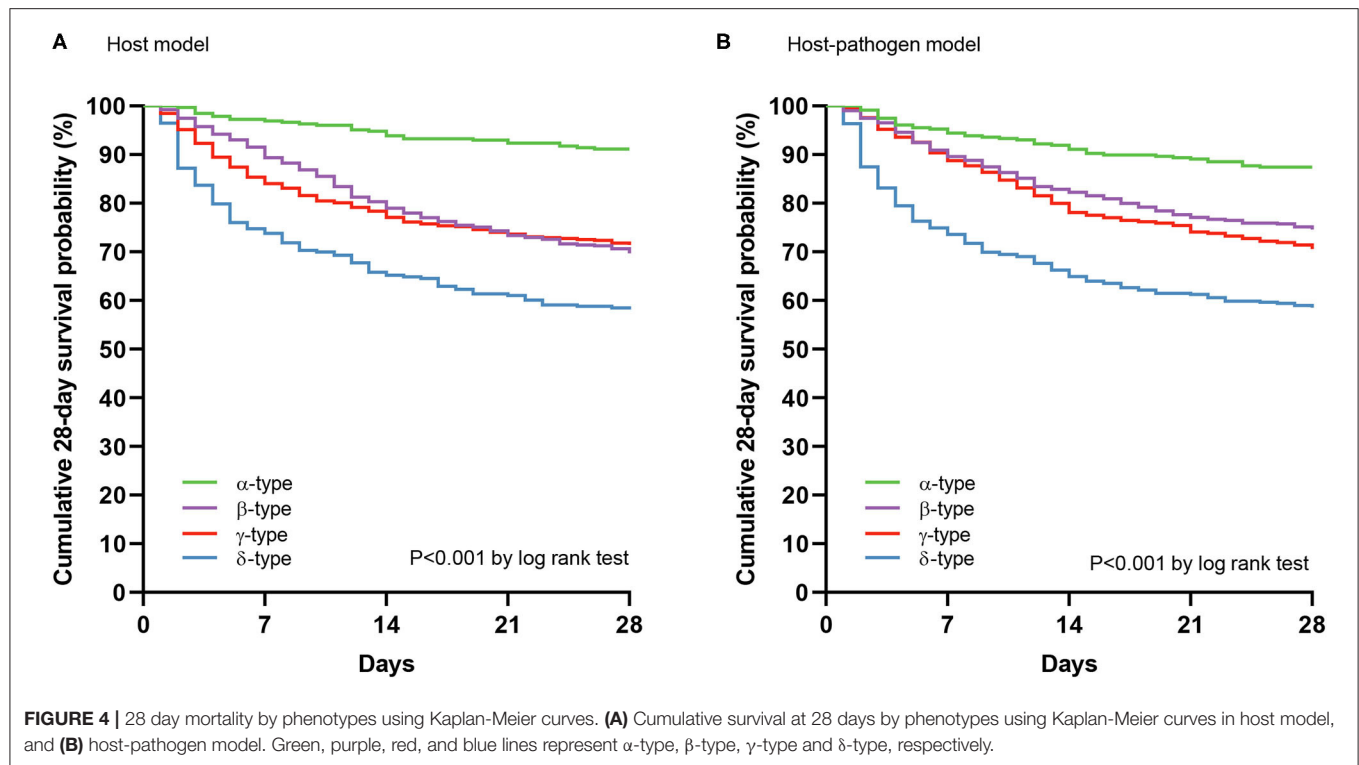 A Host model
Cumulative 28-day survival probability (%)
100
90
80
70
60
50
40
30
20
10
0
α-type
β-type
γ-type
δ-type
P<0.001 by log rank test
0 7 14 21 28
Days
B Host-pathogen model
Cumulative 28-day survival probability (%)
100
90
80
70
60
50
40
30
20
10
0
α-type
β-type
γ-type
δ-type
P<0.001 by log rank test
0 7 14 21 28
Days
FIGURE 4 | 28 day mortality by phenotypes using Kaplan-Meier curves. (A) Cumulative survival at 28 days by phenotypes using Kaplan-Meier curves in host model,
and (B) host-pathogen model. Green, purple, red, and blue lines represent α-type, β-type, γ-type and δ-type, respectively.